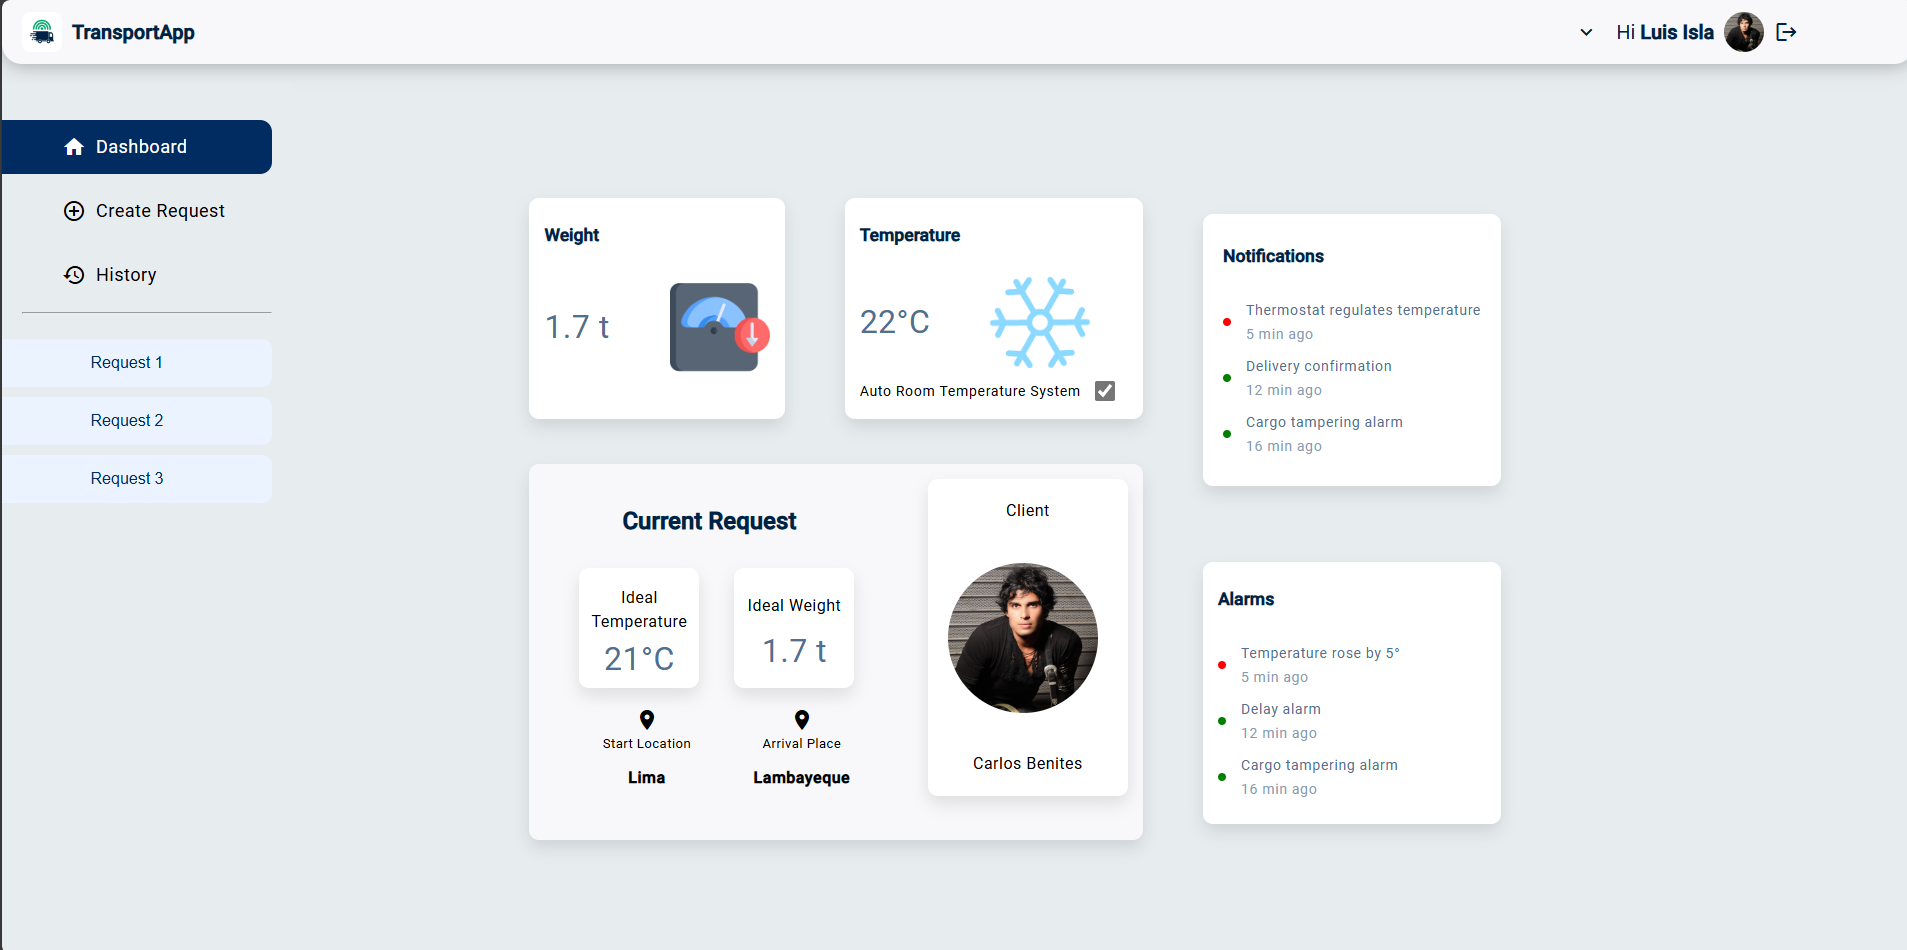 TransportApp
Hi Luis Isla
Dashboard
Create Request
History
Request 1
Request 2
Request 3
Weight
1.7 t
Temperature
22°C
Auto Room Temperature System
Notifications
Thermostat regulates temperature
5 min ago
Delivery confirmation
12 min ago
Cargo tampering alarm
16 min ago
Current Request
Ideal
Temperature
21°C
Ideal Weight
1.7 t
Start Location
Lima
Arrival Place
Lambayeque
Client
Carlos Benites
Alarms
Temperature rose by 5°
5 min ago
Delay alarm
12 min ago
Cargo tampering alarm
16 min ago